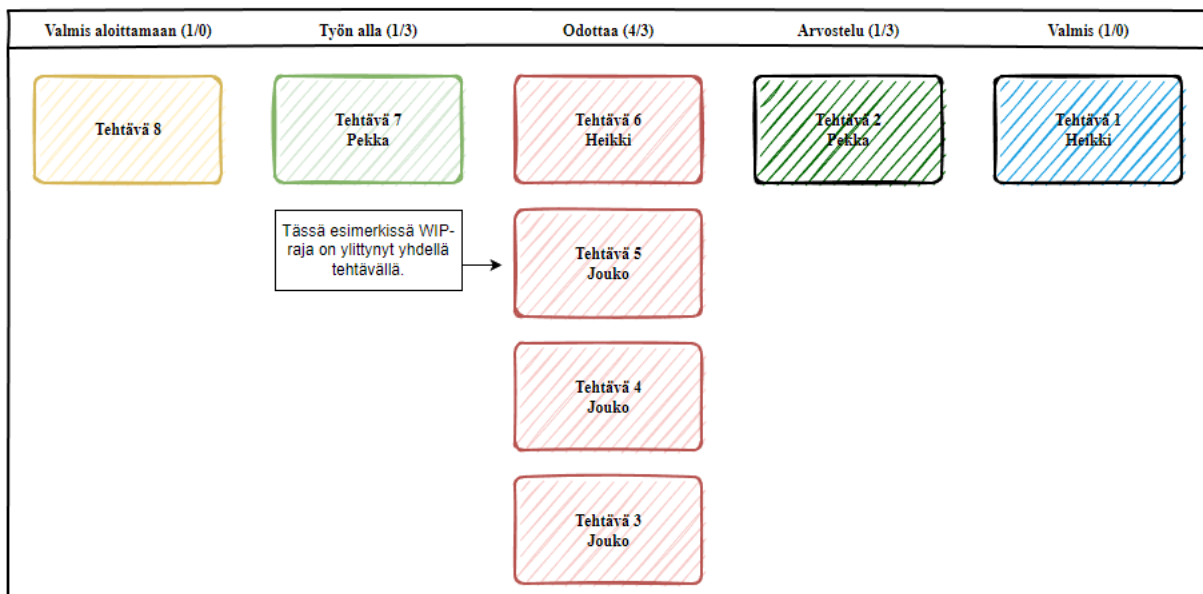 Valmis aloittamaan (1/0)
Työn alla (1/3)
Odottaa (4/3)
Arvostelu (1/3)
Valmis (1/0)
Tehtävä 8
Tehtävä 7
Pekka
Tehtävä 6
Heikki
Tehtävä 2
Pekka
Tehtävä 1
Heikki
Tässä esimerkissä WIP-
raja on ylittynyt yhdellä
tehtävällä.
Tehtävä 5
Jouko
Tehtävä 4
Jouko
Tehtävä 3
Jouko